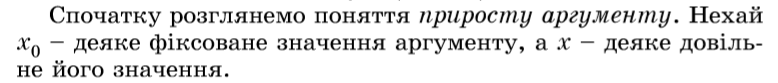 Спочатку розглянемо поняття приросту аргументу. Нехай
x₀ – деяке фіксоване значення аргументу, а x – деяке довіль-
не його значення.